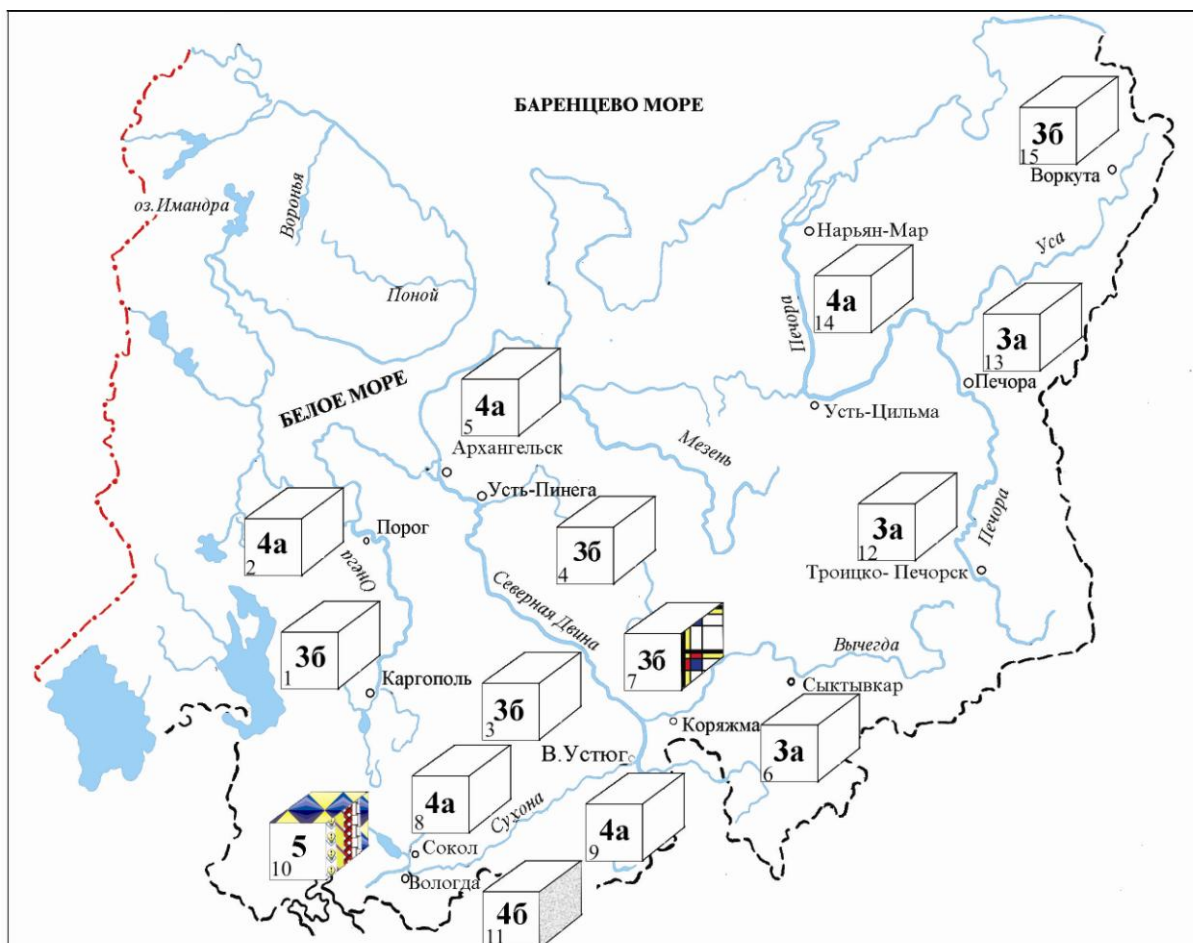 БАРЕНЦЕВО МОРЕ
3б
15
Воркута
оз.Имандра
Воронья
Нарьян-Мар
Уса
Поной
4а
14
Печора
3а
13
Печора
БЕЛОЕ МОРЕ
4а
5
Усть-Цильма
Архангельск
Мезень
Усть-Пинега
4а
2
Порог
Онега
3б
4
3а
12
Печора
Троицко- Печорск
Северная Двина
3б
1
Каргополь
3б
7
Вычегда
Сыктывкар
3б
3
Коряжма
В.Устюг
3а
6
4а
8
Сухона
4а
9
5
10
Сокол
Вологда
4б
11